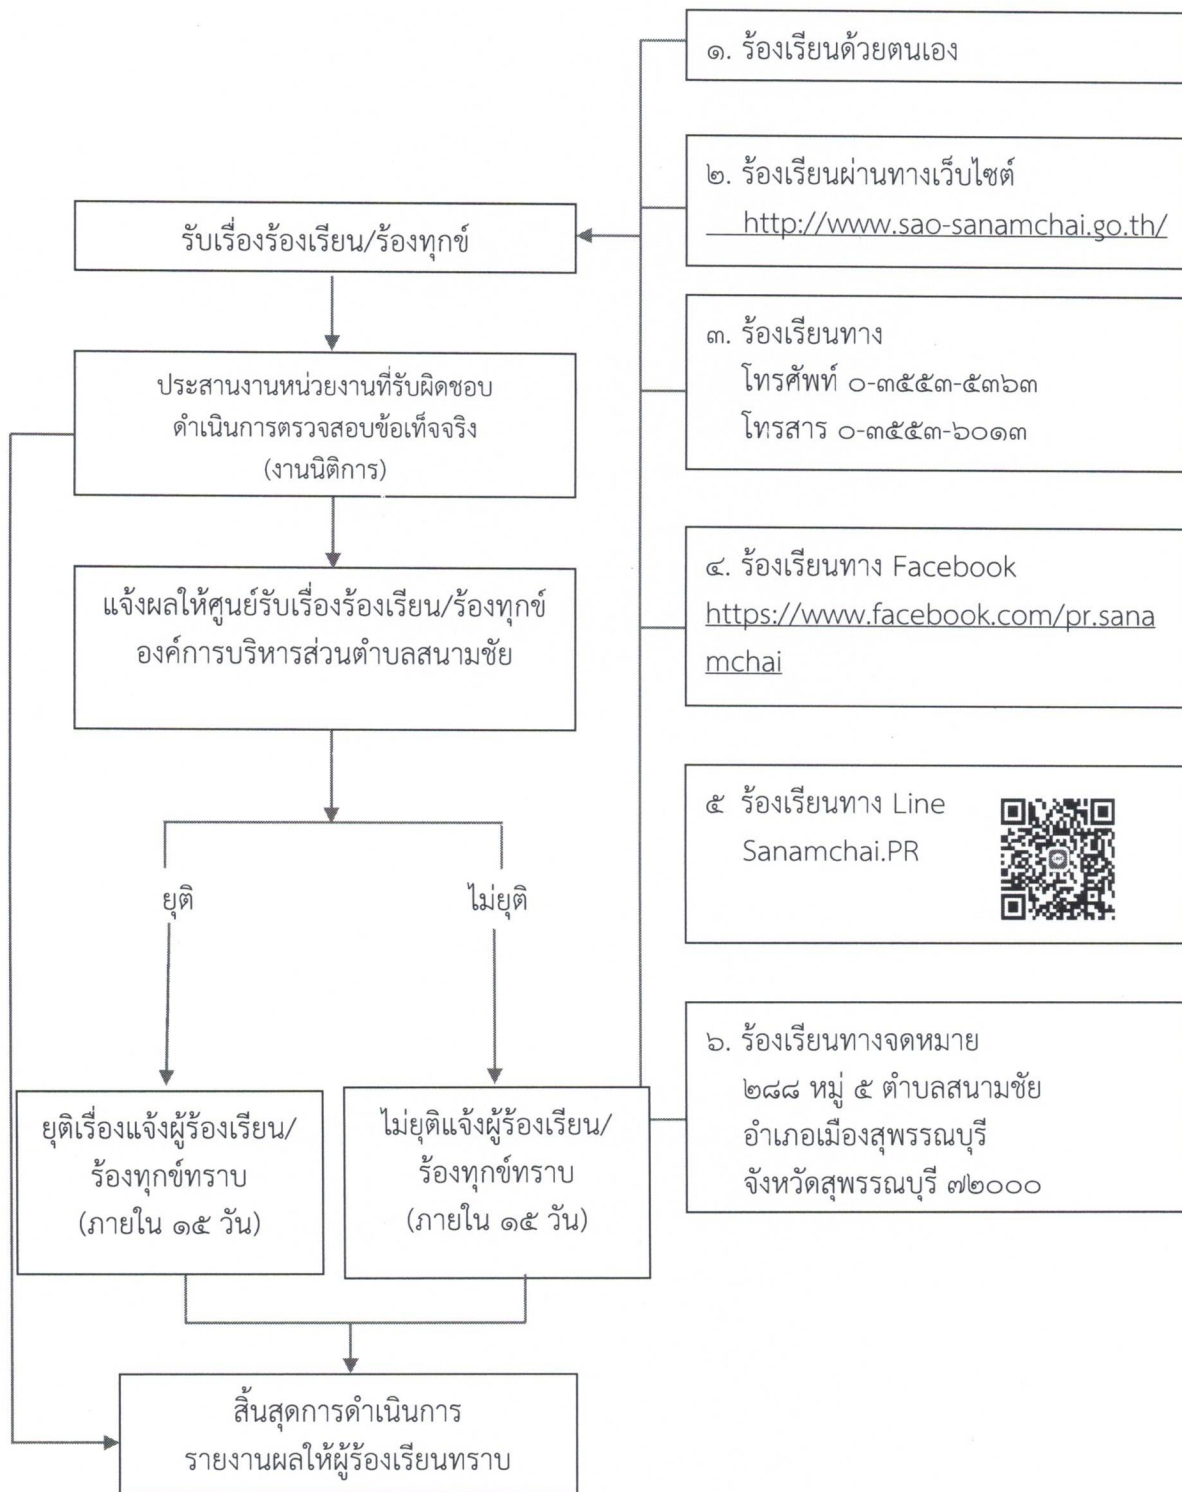 ๑. ร้องเรียนด้วยตนเอง
๒. ร้องเรียนผ่านทางเว็บไซต์
http://www.sao-sanamchai.go.th/
รับเรื่องร้องเรียน/ร้องทุกข์
๓. ร้องเรียนทาง
โทรศัพท์ ๐-๓๕๕๓-๕๓๖๓
โทรสาร ๐-๓๕๕๓-๖๐๑๓
ประสานงานหน่วยงานที่รับผิดชอบ
ดำเนินการตรวจสอบข้อเท็จจริง
(งานนิติการ)
๔. ร้องเรียนทาง Facebook
https://www.facebook.com/pr.sana
mchai
แจ้งผลให้ศูนย์รับเรื่องร้องเรียน/ร้องทุกข์
องค์การบริหารส่วนตำบลสนามชัย
๕ ร้องเรียนทาง Line
Sanamchai.PR
ยุติ
ไม่ยุติ
๖. ร้องเรียนทางจดหมาย
๒๘๘ หมู่ ๕ ตำบลสนามชัย
อำเภอเมืองสุพรรณบุรี
จังหวัดสุพรรณบุรี ๗๒๐๐๐
ยุติเรื่องแจ้งผู้ร้องเรียน/
ร้องทุกข์ทราบ
(ภายใน ๑๕ วัน)
ไม่ยุติแจ้งผู้ร้องเรียน/
ร้องทุกข์ทราบ
(ภายใน ๑๕ วัน)
สิ้นสุดการดำเนินการ
รายงานผลให้ผู้ร้องเรียนทราบ